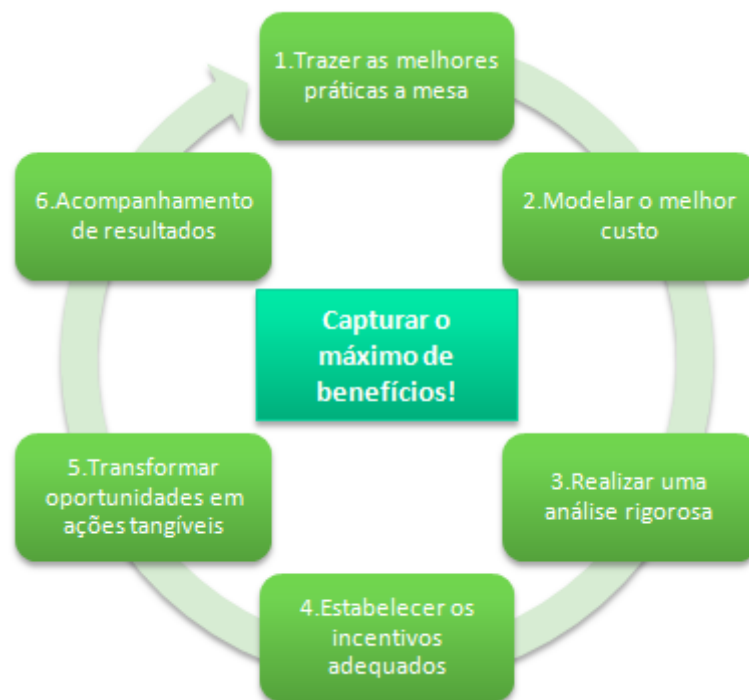 1.Trazer as melhores
práticas a mesa
2.Modelar o melhor
custo
3.Realizar uma
análise rigorosa
4.Estabelecer os
incentivos
adequados
5.Transformar
oportunidades em
ações tangíveis
6.Acompanhamento
de resultados
Capturar o
máximo de
benefícios!